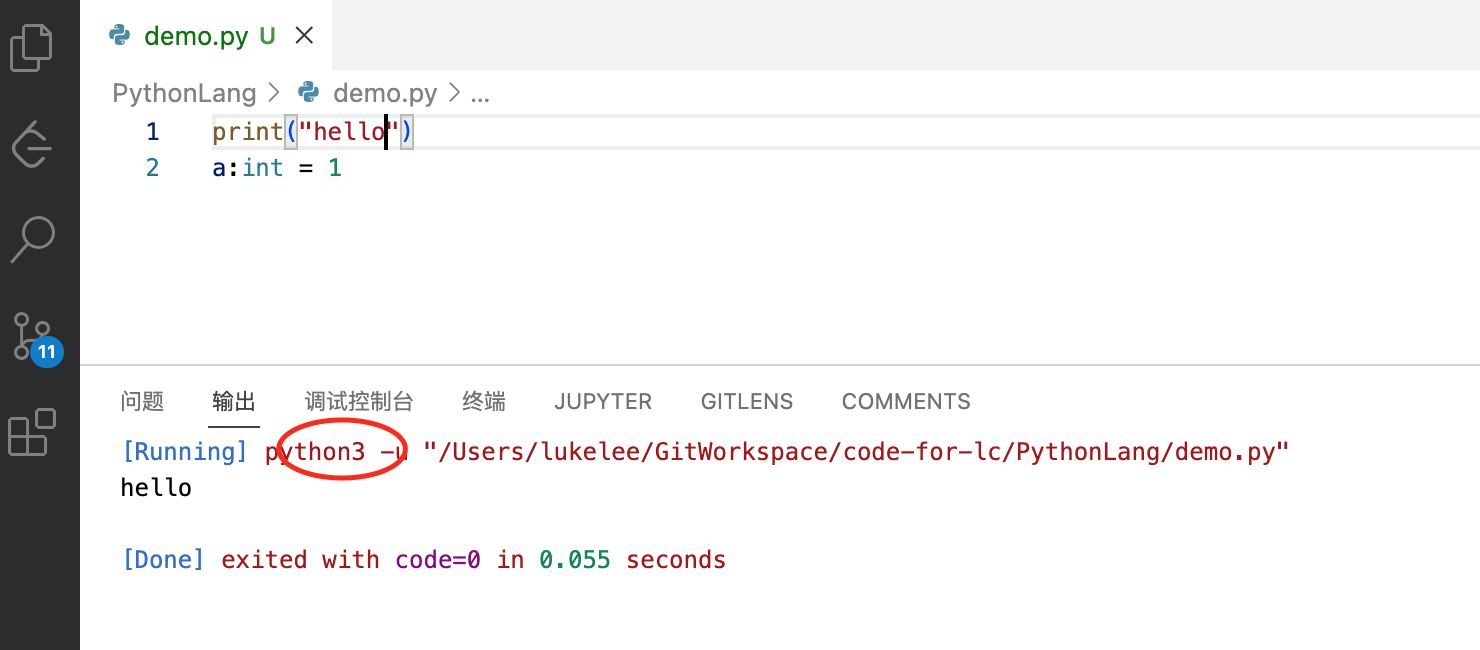 demo.py U
PythonLang > demo.py > ...
1 print("hello")
2 a:int = 1
11
问题 输出 调试控制台 终端 JUPYTER GITLENS COMMENTS
[Running] python3 -u "/Users/lukelee/GitWorkspace/code-for-lc/PythonLang/demo.py"
hello
[Done] exited with code=0 in 0.055 seconds